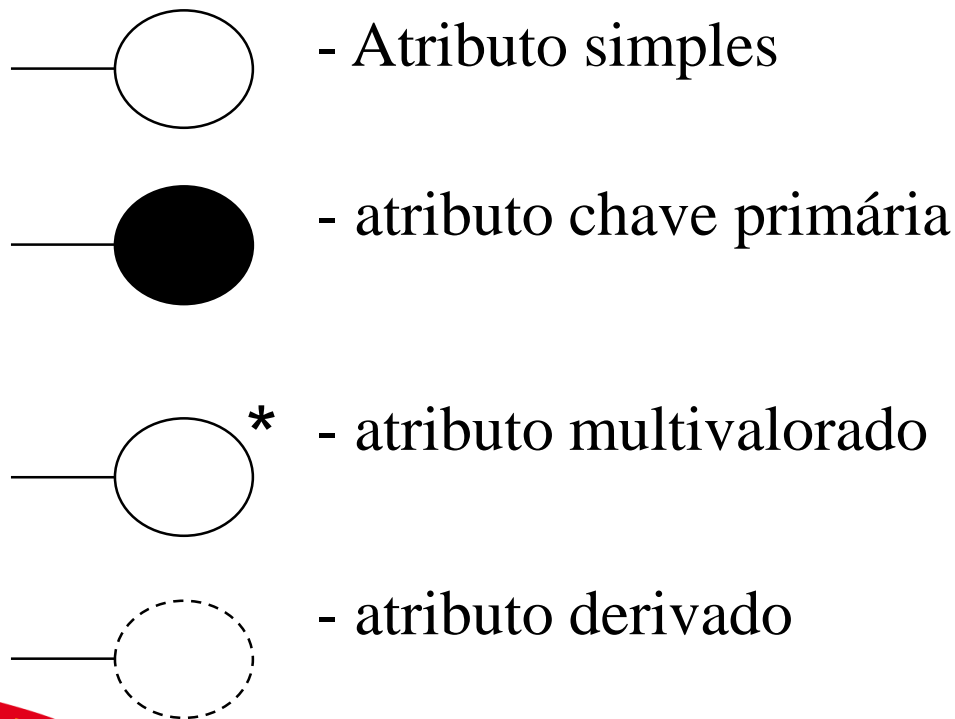 - Atributo simples
- atributo chave primária
* - atributo multivalorado
- atributo derivado